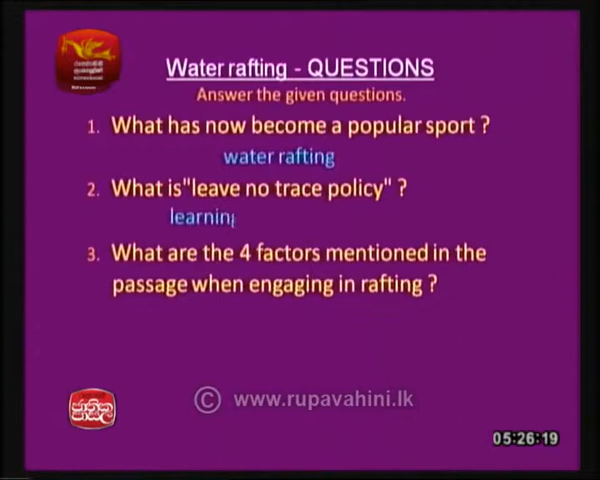 Water rafting - QUESTIONS
Answer the given questions.
1. What has now become a popular sport ?
water rafting
2. What is"leave no trace policy" ?
learning
3. What are the 4 factors mentioned in the
passage when engaging in rafting ?
ජාතික
පාසල
© www.rupavahini.lk
05:26:19